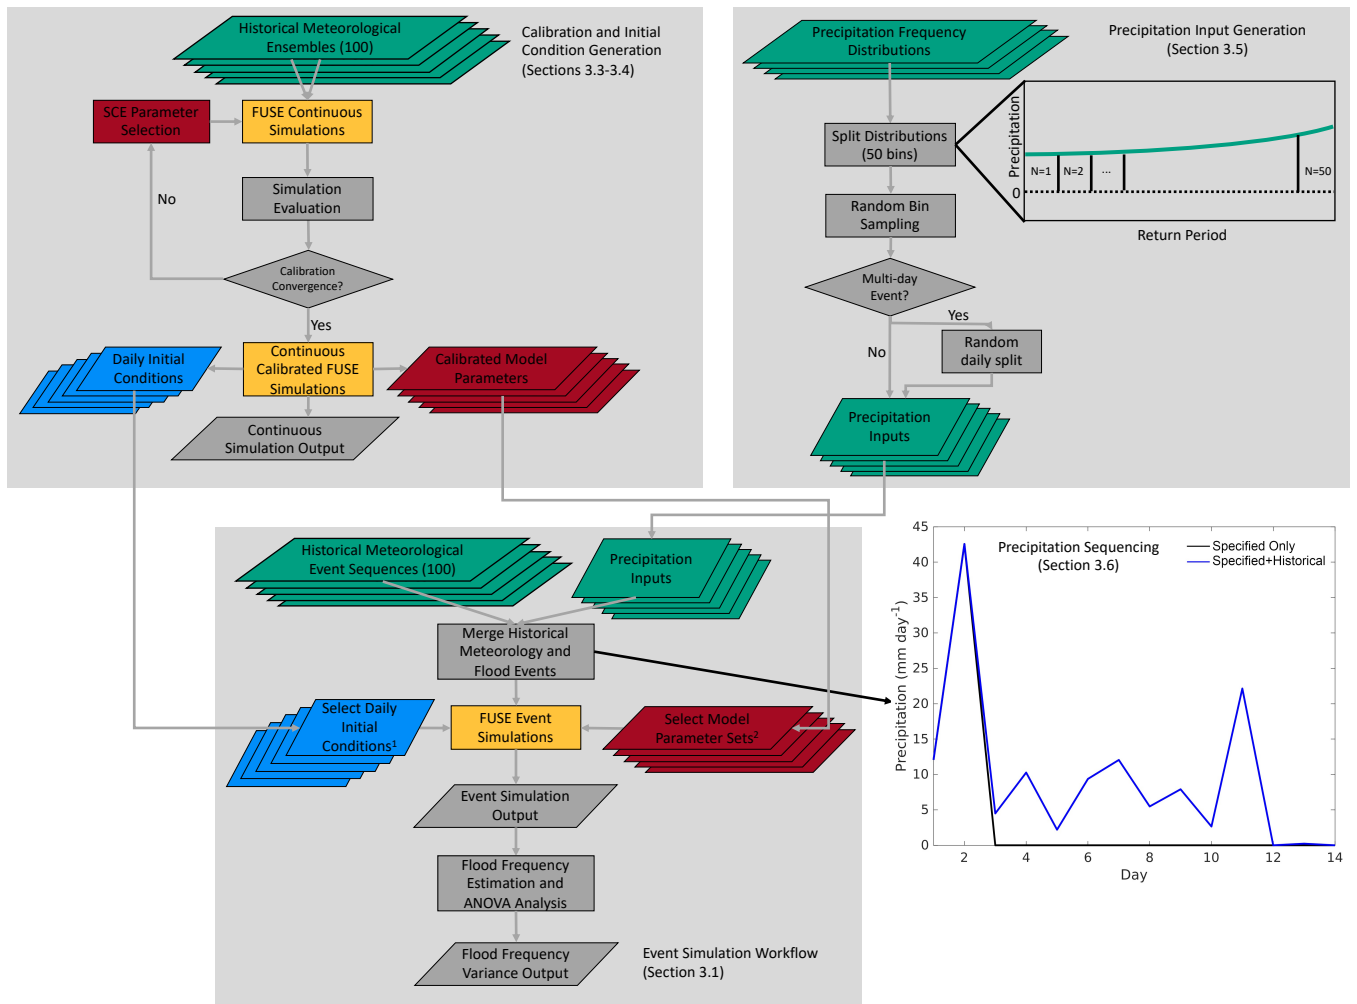 Historical Meteorological
Ensembles (100)
Calibration and Initial
Condition Generation
(Sections 3.3-3.4)
SCE Parameter
Selection
FUSE Continuous
Simulations
No
Simulation
Evaluation
Calibration
Convergence?
Yes
Daily Initial
Conditions
Continuous
Calibrated FUSE
Simulations
Calibrated Model
Parameters
Continuous
Simulation Output
Precipitation Frequency
Distributions
Precipitation Input Generation
(Section 3.5)
Split Distributions
(50 bins)
Precipitation
0
N=1
N=2
...
N=50
Return Period
Random Bin
Sampling
Multi-day
Event?
Yes
No
Random
daily split
Precipitation
Inputs
Historical Meteorological
Event Sequences (100)
Precipitation
Inputs
Merge Historical
Meteorology and
Flood Events
Select Daily
Initial
Conditions¹
FUSE Event
Simulations
Select Model
Parameter Sets²
Event Simulation
Output
Flood Frequency
Estimation and
ANOVA Analysis
Flood Frequency
Variance Output
Event Simulation Workflow
(Section 3.1)
Precipitation Sequencing
(Section 3.6)
Specified Only
Specified+Historical
Precipitation (mm day⁻¹)
45
40
35
30
25
20
15
10
5
0
2
4
6
8
10
12
14
Day